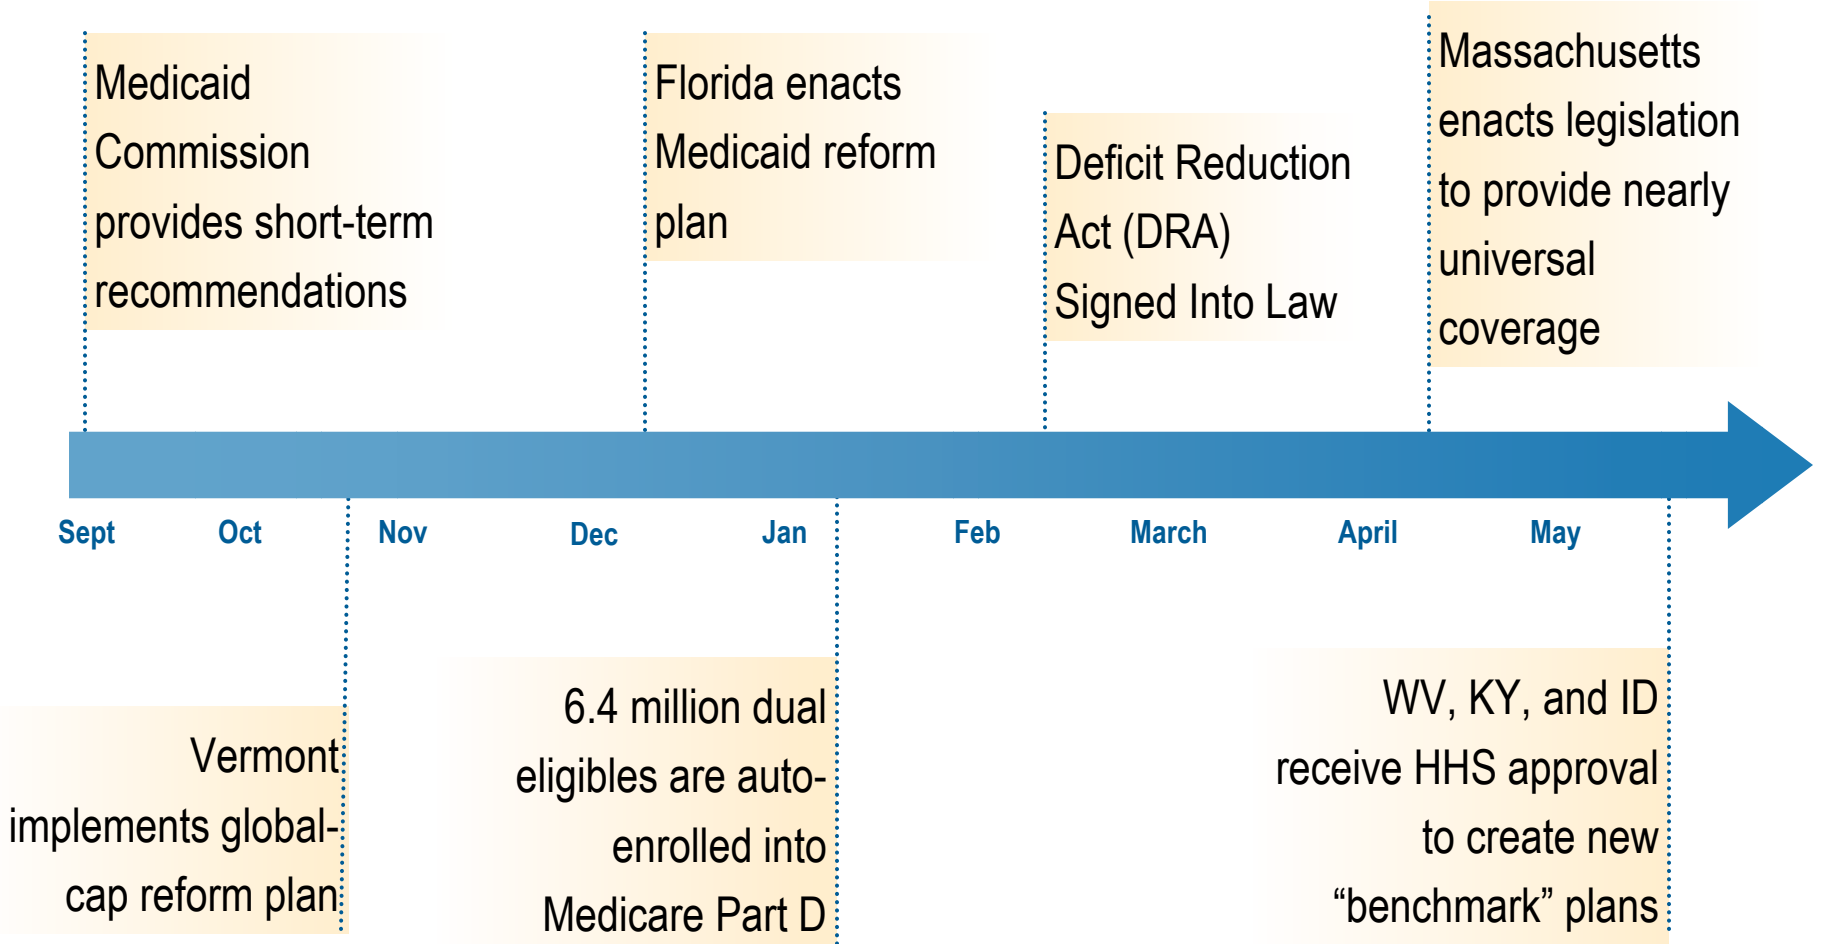 Medicaid
Commission
provides short-term
recommendations
Florida enacts
Medicaid reform
plan
Deficit Reduction
Act (DRA)
Signed Into Law
Massachusetts
enacts legislation
to provide nearly
universal
coverage
Sept Oct Nov Dec Jan Feb March April May
Vermont
implements global-
cap reform plan
6.4 million dual
eligibles are auto-
enrolled into
Medicare Part D
WV, KY, and ID
receive HHS approval
to create new
“benchmark” plans